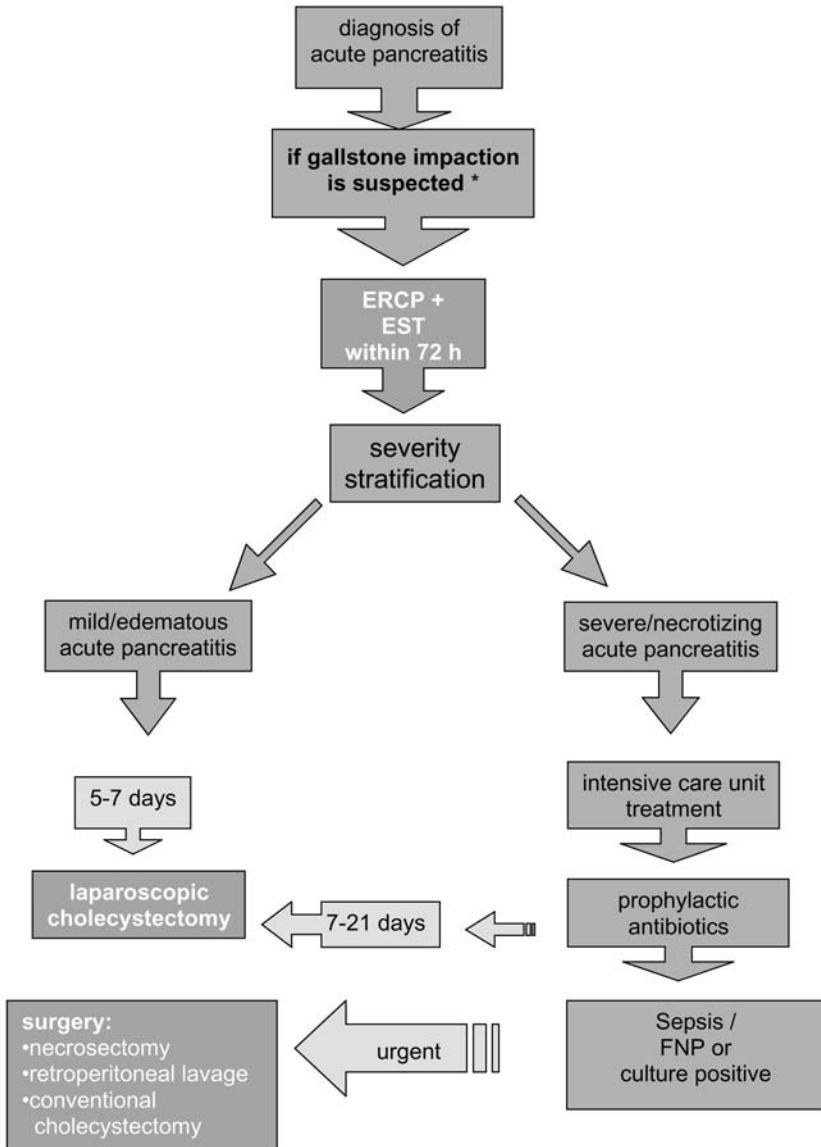 diagnosis of
acute pancreatitis
if gallstone impaction
is suspected *
ERCP +
EST
within 72 h
severity
stratification
mild/edematous
acute pancreatitis
severe/necrotizing
acute pancreatitis
5-7 days
intensive care unit
treatment
laparoscopic
cholecystectomy
7-21 days
prophylactic
antibiotics
surgery:
•necrosectomy
•retroperitoneal lavage
•conventional
cholecystectomy
urgent
Sepsis /
FNP or
culture positive